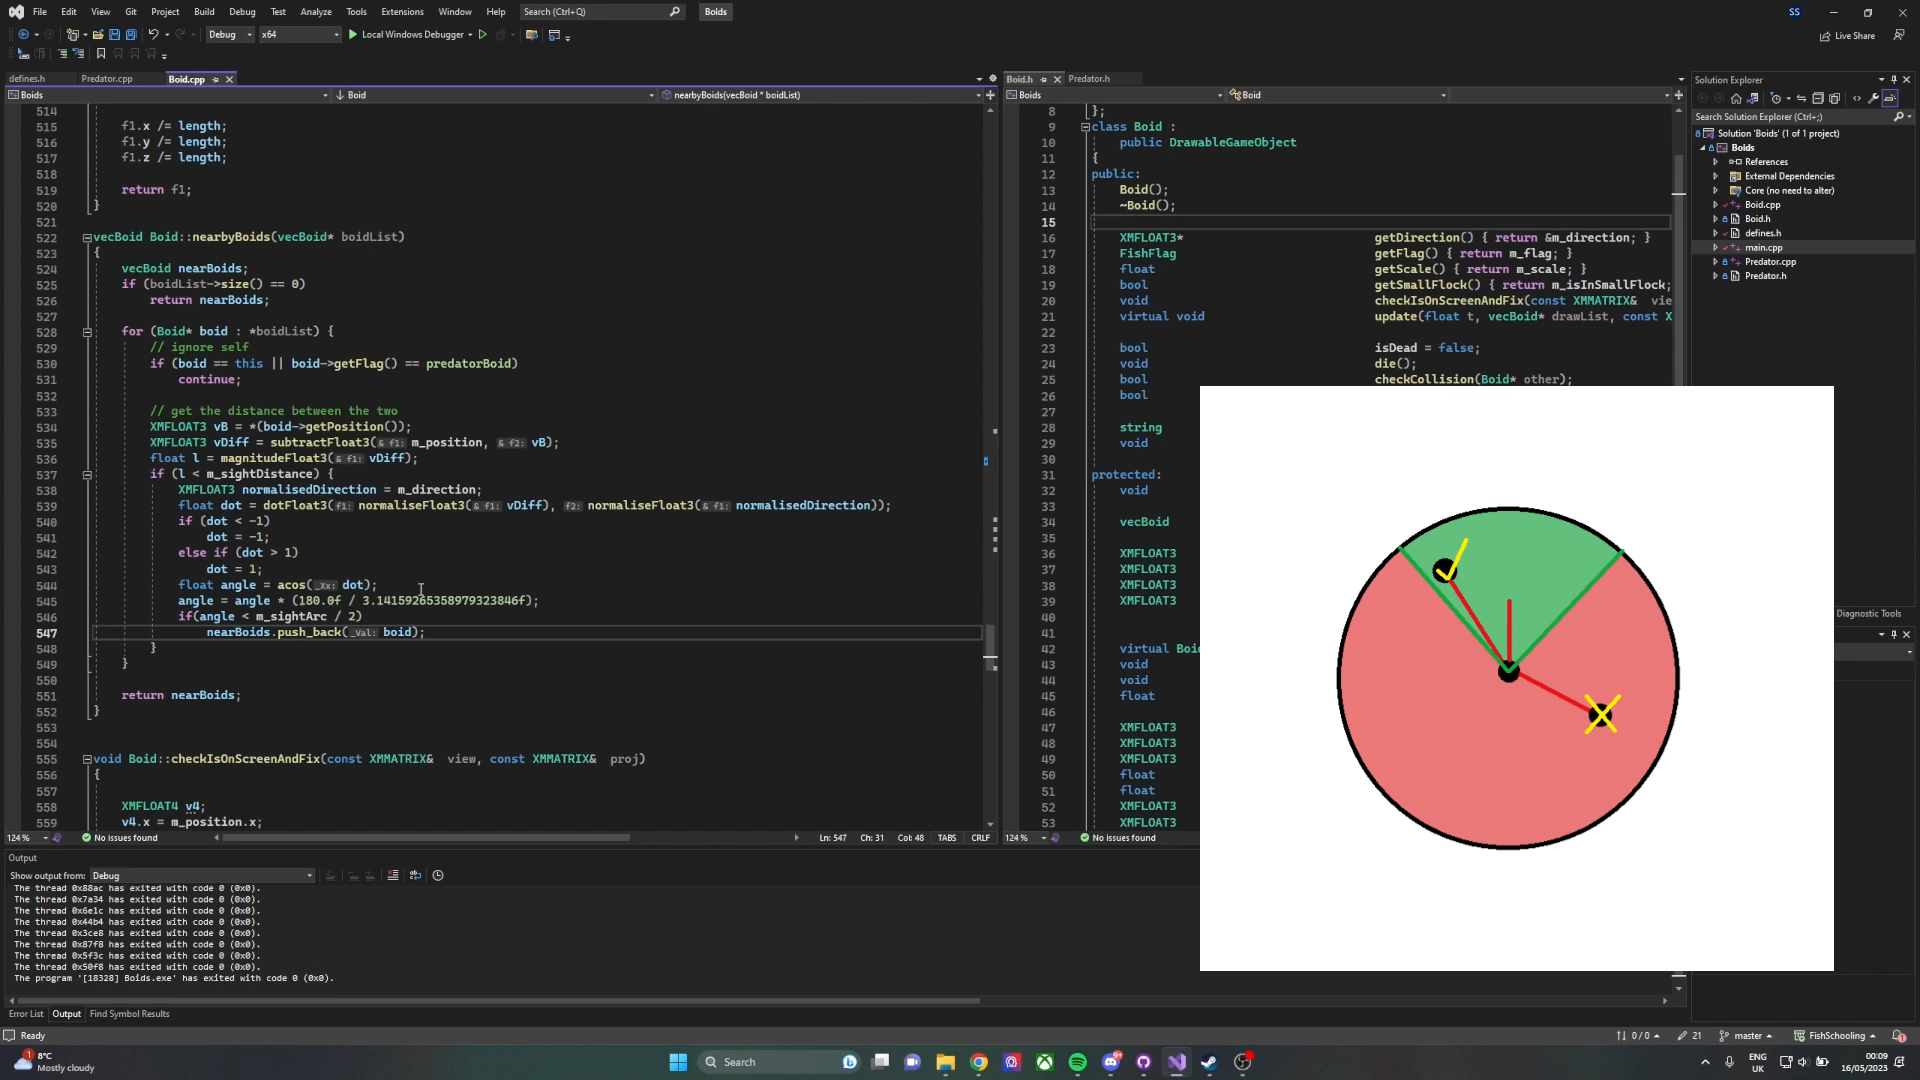 File Edit View Git Project Build Debug Test Analyze Tools Extensions Window Help Search (Ctrl+Q) Boids SS
Debug x64 Local Windows Debugger Live Share
defines.h Predator.cpp Boid.cpp
Boids Boid nearbyBoids(vecBoid * boidList)
514
515 f1.x /= length;
516 f1.y /= length;
517 f1.z /= length;
518
519 return f1;
520 }
521
522 vecBoid Boid::nearbyBoids(vecBoid* boidList)
523 {
524 vecBoid nearBoids;
525 if (boidList->size() == 0)
526 return nearBoids;
527
528 for (Boid* boid : *boidList) {
529 // ignore self
530 if (boid == this || boid->getFlag() == predatorBoid)
531 continue;
532
533 // get the distance between the two
534 XMFLOAT3 vB = *(boid->getPosition());
535 XMFLOAT3 vDiff = subtractFloat3(& f1: m_position, & f2: vB);
536 float l = magnitudeFloat3(& f1: vDiff);
537 if (l < m_sightDistance) {
538 XMFLOAT3 normalisedDirection = m_direction;
539 float dot = dotFloat3(f1: normaliseFloat3(& f1: vDiff), f2: normaliseFloat3(& f1: normalisedDirection));
540 if (dot < -1)
541 dot = -1;
542 else if (dot > 1)
543 dot = 1;
544 float angle = acos(_Xx: dot);
545 angle = angle * (180.0f / 3.14159265358979323846f);
546 if(angle < m_sightArc / 2)
547 nearBoids.push_back(_Val: boid);
548 }
549 }
550
551 return nearBoids;
552 }
553
554
555 void Boid::checkIsOnScreenAndFix(const XMMATRIX& view, const XMMATRIX& proj)
556 {
557
558 XMFLOAT4 v4;
559 v4.x = m_position.x;
124 % No issues found Ln: 547 Ch: 31 Col: 48 TABS CRLF
Boid.h Predator.h
Boids Boid
8 };
9 class Boid :
10 public DrawableGameObject
11 {
12 public:
13 Boid();
14 ~Boid();
15
16 XMFLOAT3* getDirection() { return &m_direction; }
17 FishFlag getFlag() { return m_flag; }
18 float getScale() { return m_scale; }
19 bool getSmallFlock() { return m_isInSmallFlock;
20 void checkIsOnScreenAndFix(const XMMATRIX& vie
21 virtual void update(float t, vecBoid* drawList, const X
22
23 bool isDead = false;
24 void die();
25 bool checkCollision(Boid* other);
26 bool
27
28 string
29 void
30
31 protected:
32 void
33
34 vecBoid
35
36 XMFLOAT3
37 XMFLOAT3
38 XMFLOAT3
39 XMFLOAT3
40
41
42 virtual Boi
43 void
44 void
45 float
46
47 XMFLOAT3
48 XMFLOAT3
49 XMFLOAT3
50 float
51 float
52 XMFLOAT3
53 XMFLOAT3
124 % No issues found
Solution Explorer
Search Solution Explorer (Ctrl+;)
Solution 'Boids' (1 of 1 project)
Boids
References
External Dependencies
Core (no need to alter)
Boid.cpp
Boid.h
defines.h
main.cpp
Predator.cpp
Predator.h
Diagnostic Tools
Output
Show output from: Debug
The thread 0x88ac has exited with code 0 (0x0).
The thread 0x7a34 has exited with code 0 (0x0).
The thread 0x6e1c has exited with code 0 (0x0).
The thread 0x44b4 has exited with code 0 (0x0).
The thread 0x3ce8 has exited with code 0 (0x0).
The thread 0x87f8 has exited with code 0 (0x0).
The thread 0x5f3c has exited with code 0 (0x0).
The thread 0x50f8 has exited with code 0 (0x0).
The program '[18328] Boids.exe' has exited with code 0 (0x0).
Error List Output Find Symbol Results
Ready 0 / 0 21 master FishSchooling
8°C
Mostly cloudy
Search
ENG
UK
00:09
16/05/2023